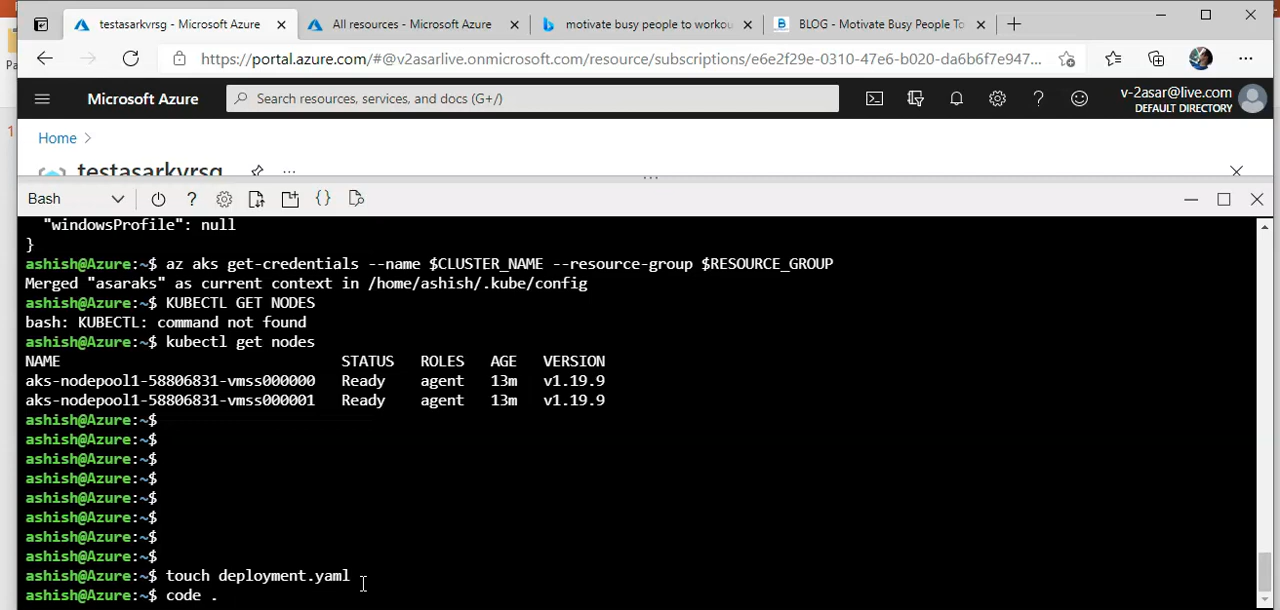 testasarkvrsg - Microsoft Azure
All resources - Microsoft Azure
motivate busy people to workou
BLOG - Motivate Busy People To
https://portal.azure.com/#@v2asarlive.onmicrosoft.com/resource/subscriptions/e6e2f29e-0310-47e6-b020-da6b6f7e947...
Pa
1
Microsoft Azure
Search resources, services, and docs (G+/)
v-2asar@live.com
DEFAULT DIRECTORY
Home >
testasarkvrsg
Bash
"windowsProfile": null
}
ashish@Azure:~$ az aks get-credentials --name $CLUSTER_NAME --resource-group $RESOURCE_GROUP
Merged "asaraks" as current context in /home/ashish/.kube/config
ashish@Azure:~$ KUBECTL GET NODES
bash: KUBECTL: command not found
ashish@Azure:~$ kubectl get nodes
NAME STATUS ROLES AGE VERSION
aks-nodepool1-58806831-vmss000000 Ready agent 13m v1.19.9
aks-nodepool1-58806831-vmss000001 Ready agent 13m v1.19.9
ashish@Azure:~$
ashish@Azure:~$
ashish@Azure:~$
ashish@Azure:~$
ashish@Azure:~$
ashish@Azure:~$
ashish@Azure:~$
ashish@Azure:~$
ashish@Azure:~$ touch deployment.yaml
ashish@Azure:~$ code .